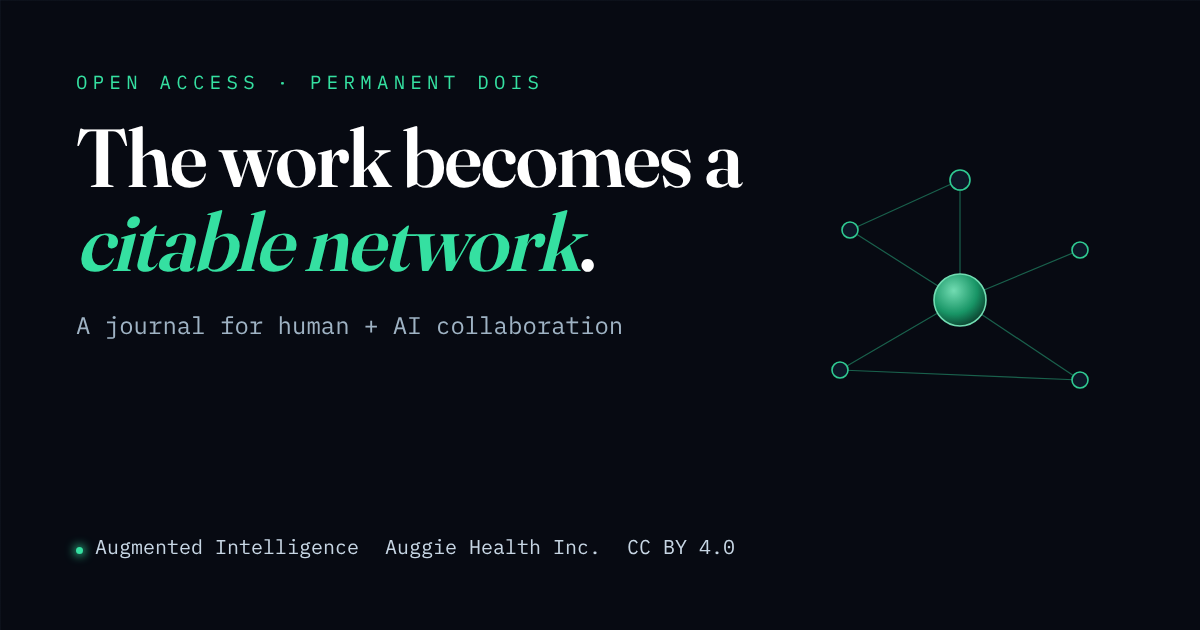 OPEN ACCESS · PERMANENT DOIS
The work becomes a
citable network.
A journal for human + AI collaboration
Augmented Intelligence Auggie Health Inc. CC BY 4.0